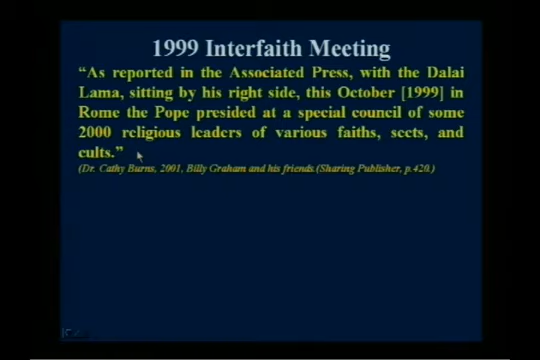 1999 Interfaith Meeting
“As reported in the Associated Press, with the Dalai
Lama, sitting by his right side, this October [1999] in
Rome the Pope presided at a special council of some
2000 religious leaders of various faiths, sects, and
cults.”
(Dr. Cathy Burns, 2001, Billy Graham and his friends.(Sharing Publisher, p.420.)